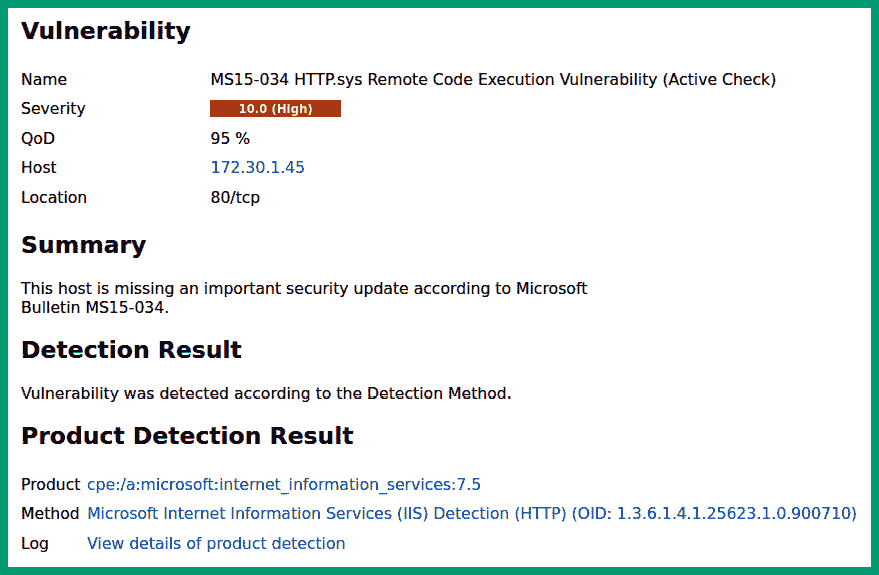 Vulnerability
Name MS15-034 HTTP.sys Remote Code Execution Vulnerability (Active Check)
Severity 10.0 (High)
QoD 95 %
Host 172.30.1.45
Location 80/tcp
Summary
This host is missing an important security update according to Microsoft
Bulletin MS15-034.
Detection Result
Vulnerability was detected according to the Detection Method.
Product Detection Result
Product cpe:/a:microsoft:internet_information_services:7.5
Method Microsoft Internet Information Services (IIS) Detection (HTTP) (OID: 1.3.6.1.4.1.25623.1.0.900710)
Log View details of product detection